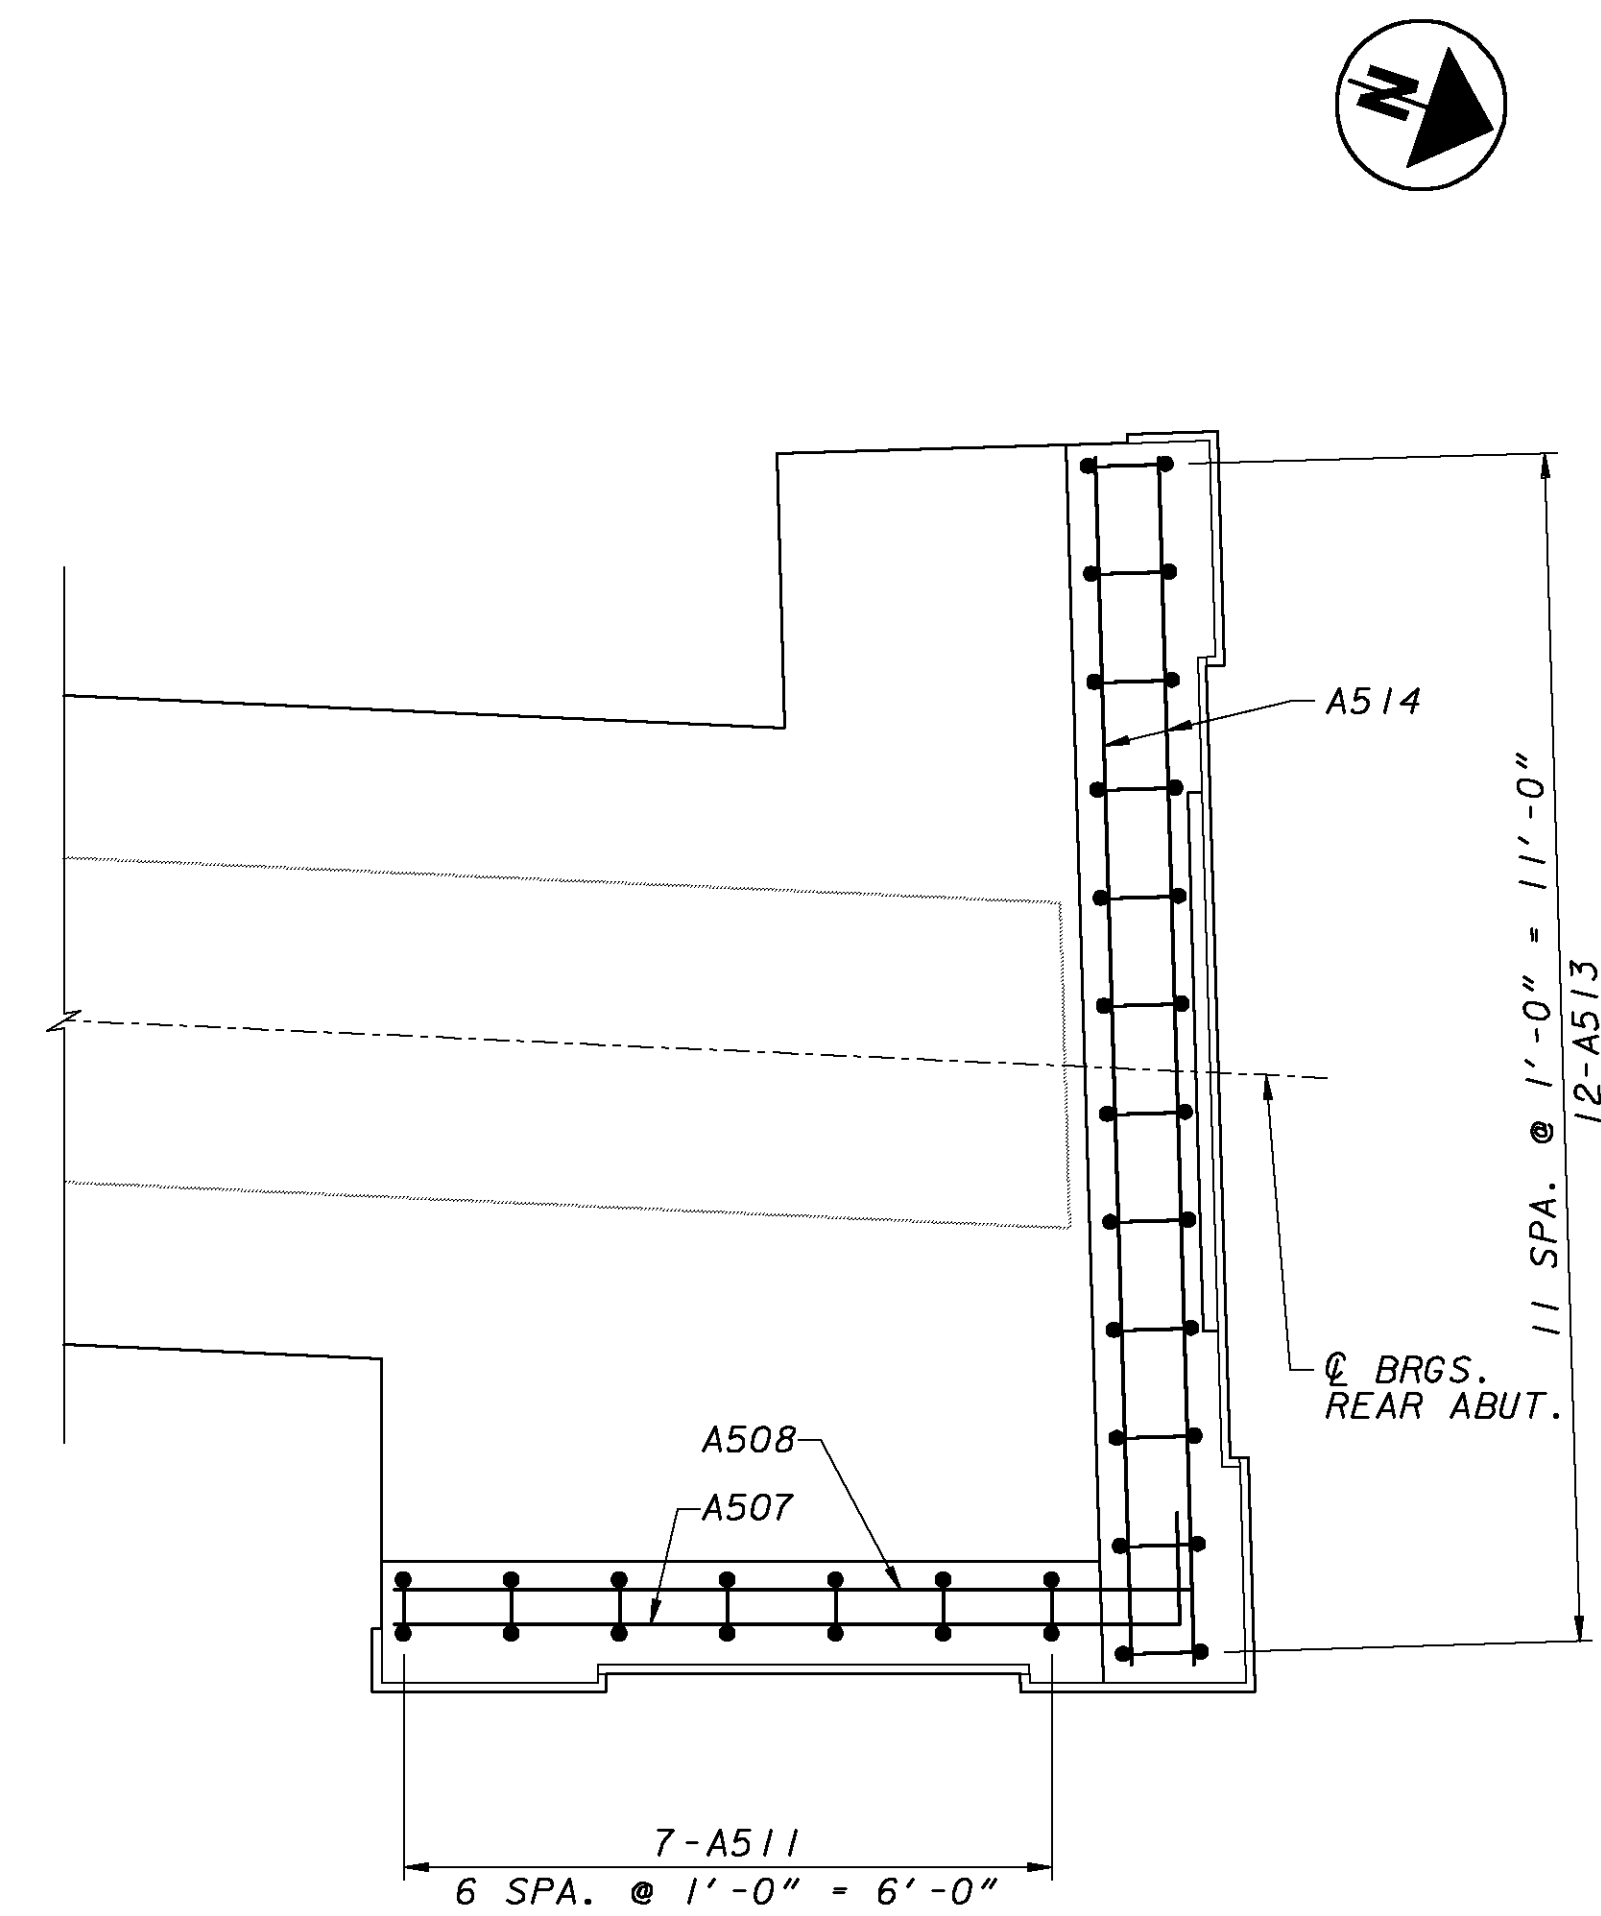 N
A514
11 SPA. @ 1'-0" = 11'-0"
12-A513
℄ BRGS.
REAR ABUT.
A508
A507
7-A511
6 SPA. @ 1'-0" = 6'-0"